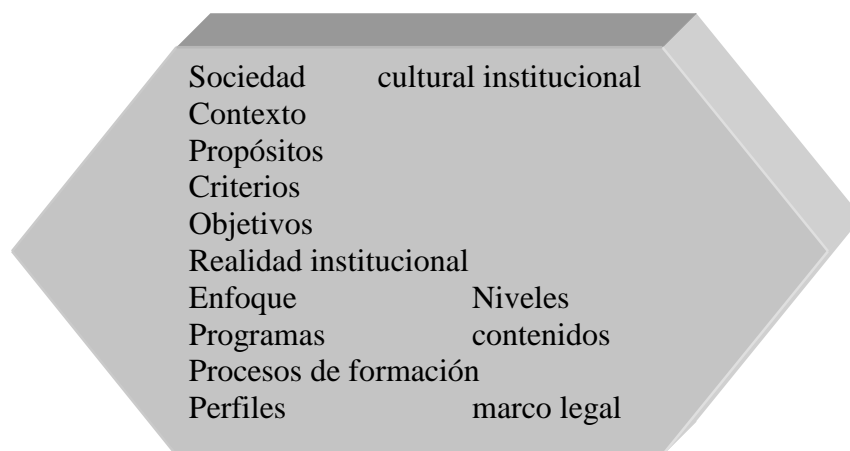 Sociedad cultural institucional
Contexto
Propósitos
Criterios
Objetivos
Realidad institucional
Enfoque Niveles
Programas contenidos
Procesos de formación
Perfiles marco legal